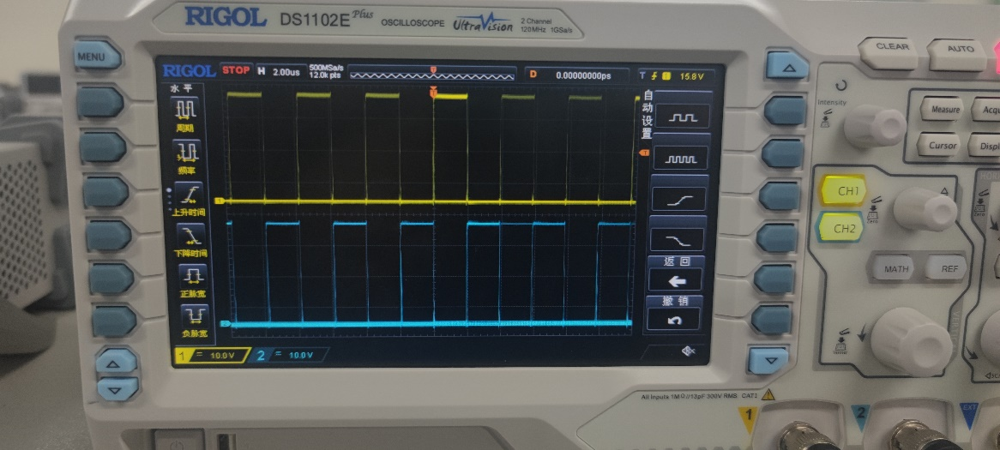 RIGOL DS1102E Plus OSCILLOSCOPE UltraVision 2 Channel
120MHz 1GSa/s
MENU
CLEAR
AUTO
RIGOL STOP H 2.00us 500MSa/s
12.0k pts
D 0.00000000ps
T 1 15.8V
水平
周期
频率
上升时间
下降时间
正脉宽
负脉宽
自动设置
返回
撤销
1 = 10.0V
2 = 10.0V
Intensity
Measure
Cursor
CH1
CH2
MATH
REF
All inputs 1MΩ//13pF 300V RMS CAT I
1
2
EXT